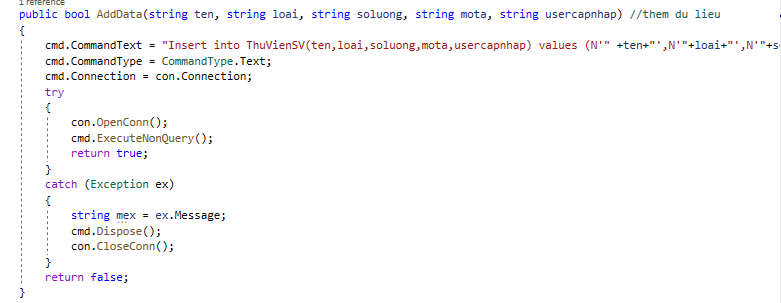 1 reference
public bool AddData(string ten, string loai, string soluong, string mota, string usercapnhap) //them du lieu
{
cmd.CommandText = "Insert into ThuVienSV(ten,loai,soluong,mota,usercapnhap) values (N'" +ten+"',N'"+loai+"',N'"+s
cmd.CommandType = CommandType.Text;
cmd.Connection = con.Connection;
try
{
con.OpenConn();
cmd.ExecuteNonQuery();
return true;
}
catch (Exception ex)
{
string mex = ex.Message;
cmd.Dispose();
con.CloseConn();
}
return false;
}